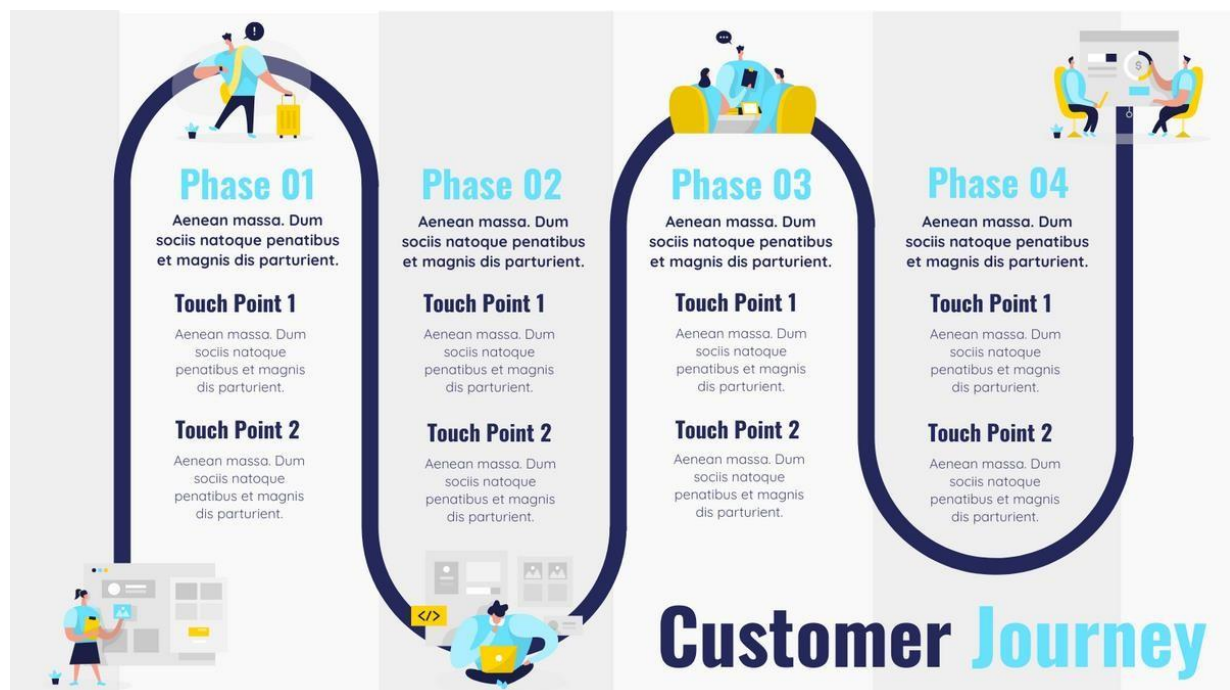 Phase 01
Aenean massa. Dum
sociis natoque penatibus
et magnis dis parturient.
Touch Point 1
Aenean massa. Dum
sociis natoque
penatibus et magnis
dis parturient.
Touch Point 2
Aenean massa. Dum
sociis natoque
penatibus et magnis
dis parturient.
Phase 02
Aenean massa. Dum
sociis natoque penatibus
et magnis dis parturient.
Touch Point 1
Aenean massa. Dum
sociis natoque
penatibus et magnis
dis parturient.
Touch Point 2
Aenean massa. Dum
sociis natoque
penatibus et magnis
dis parturient.
</>
Phase 03
Aenean massa. Dum
sociis natoque penatibus
et magnis dis parturient.
Touch Point 1
Aenean massa. Dum
sociis natoque
penatibus et magnis
dis parturient.
Touch Point 2
Aenean massa. Dum
sociis natoque
penatibus et magnis
dis parturient.
$
Phase 04
Aenean massa. Dum
sociis natoque penatibus
et magnis dis parturient.
Touch Point 1
Aenean massa. Dum
sociis natoque
penatibus et magnis
dis parturient.
Touch Point 2
Aenean massa. Dum
sociis natoque
penatibus et magnis
dis parturient.
Customer Journey